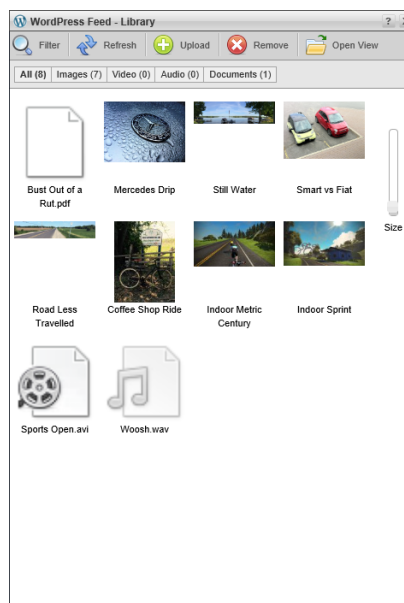 WordPress Feed - Library
?
Filter
Refresh
Upload
Remove
Open View
All (8)
Images (7)
Video (0)
Audio (0)
Documents (1)
Bust Out of a
Rut.pdf
Mercedes Drip
Still Water
Smart vs Fiat
Size
Road Less
Travelled
Coffee Shop Ride
Indoor Metric
Century
Indoor Sprint
Sports Open.avi
Woosh.wav